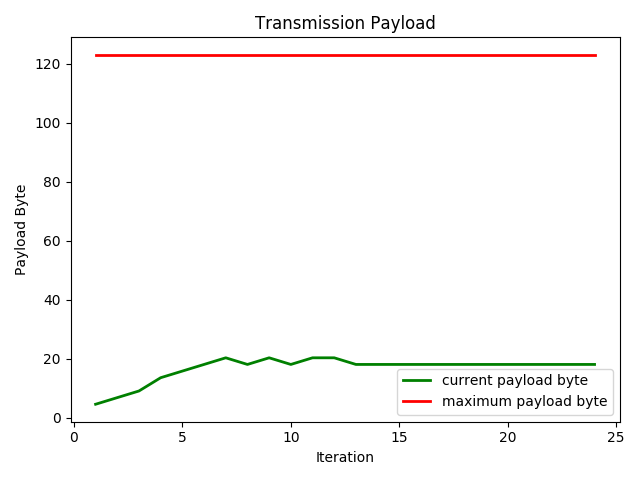 Transmission Payload
120
100
80
60
40
20
0
Payload Byte
current payload byte
maximum payload byte
0 5 10 15 20 25
Iteration